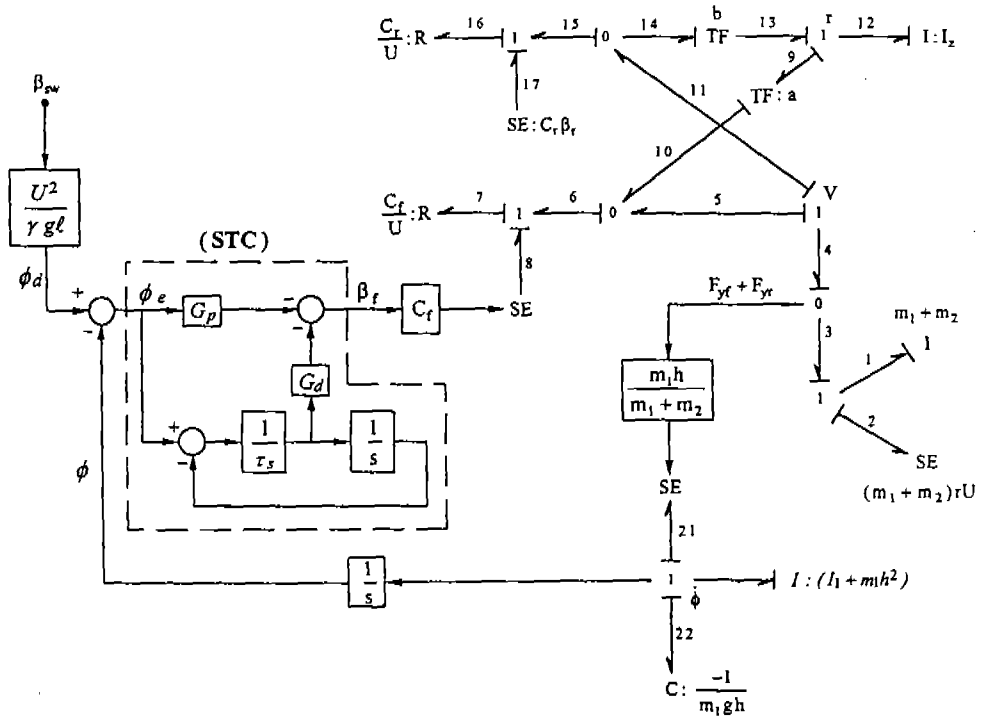 b
16 15 14 13 r 12
C_r/U : R 1 0 TF 1 I : I_z
9
17 11 TF : a
β_sw SE : C_r β_r
10
U²/γ gℓ
C_f/U : R 7 1 6 0 5 V
1
(STC) 8 4
ϕ_d + ϕ_e G_p - β_f C_f SE F_yf + F_yr 0
- - 3 m_1 + m_2
G_d m_1 h/m_1 + m_2 1 I
1
+ 1/τ_s 1/s 2
- SE
ϕ SE (m_1 + m_2) r U
21
1/s 1 I : (I_1 + m_1h²)
ϕ̇
22
C : -1/m_1gh